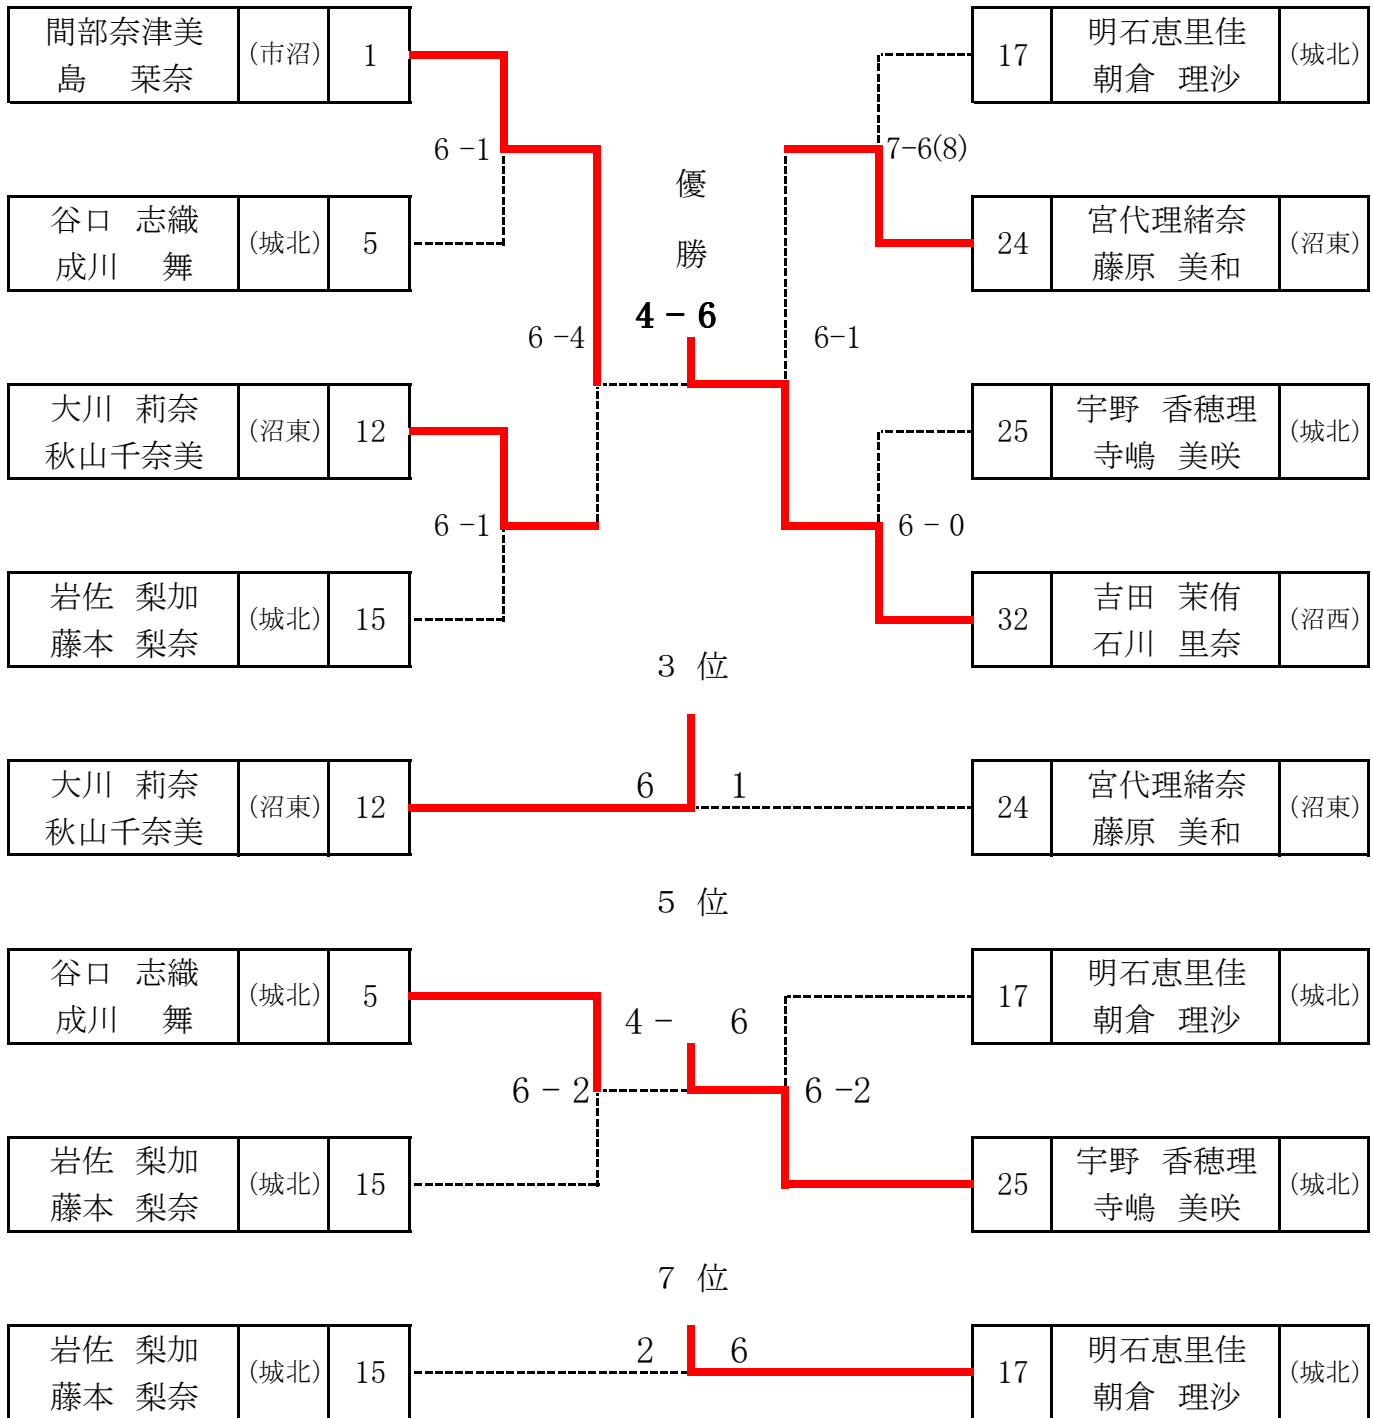 間部奈津美
島　栞奈
(市沼)
1
17
明石恵里佳
朝倉 理沙
(城北)
6 -1
7-6(8)
優
勝
谷口 志織
成川　舞
(城北)
5
24
宮代理緒奈
藤原 美和
(沼東)
4 - 6
6 -4
6-1
大川 莉奈
秋山千奈美
(沼東)
12
25
宇野 香穂理
寺嶋 美咲
(城北)
6 -1
6 - 0
岩佐 梨加
藤本 梨奈
(城北)
15
32
吉田 茉侑
石川 里奈
(沼西)
3 位
大川 莉奈
秋山千奈美
(沼東)
12
6 1
24
宮代理緒奈
藤原 美和
(沼東)
5 位
谷口 志織
成川　舞
(城北)
5
17
明石恵里佳
朝倉 理沙
(城北)
4 - 6
6 - 2
6 -2
岩佐 梨加
藤本 梨奈
(城北)
15
25
宇野 香穂理
寺嶋 美咲
(城北)
7 位
岩佐 梨加
藤本 梨奈
(城北)
15
2 6
17
明石恵里佳
朝倉 理沙
(城北)